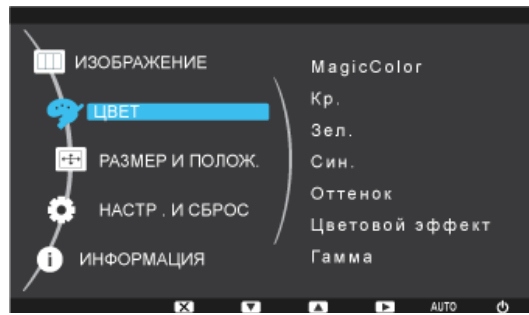 ИЗОБРАЖЕНИЕ
ЦВЕТ
РАЗМЕР И ПОЛОЖ.
НАСТР . И СБРОС
ИНФОРМАЦИЯ
MagicColor
Кр.
Зел.
Син.
Оттенок
Цветовой эффект
Гамма
AUTO